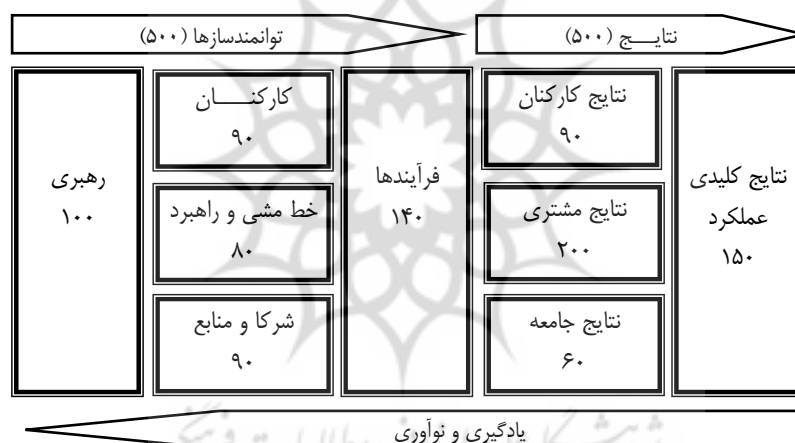 توانمندسازها (۵۰۰)
نتایـــج (۵۰۰)
رهبری
۱۰۰
کارکنـــــان
۹۰
خط مشی و راهبرد
۸۰
شرکا و منابع
۹۰
فرآیندها
۱۴۰
نتایج کارکنان
۹۰
نتایج مشتری
۲۰۰
نتایج جامعه
۶۰
نتایج کلیدی
عملکرد
۱۵۰
یادگیری و نوآوری